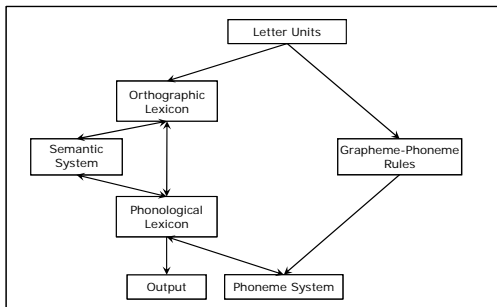 Letter Units
Orthographic
Lexicon
Semantic
System
Grapheme-Phoneme
Rules
Phonological
Lexicon
Output
Phoneme System